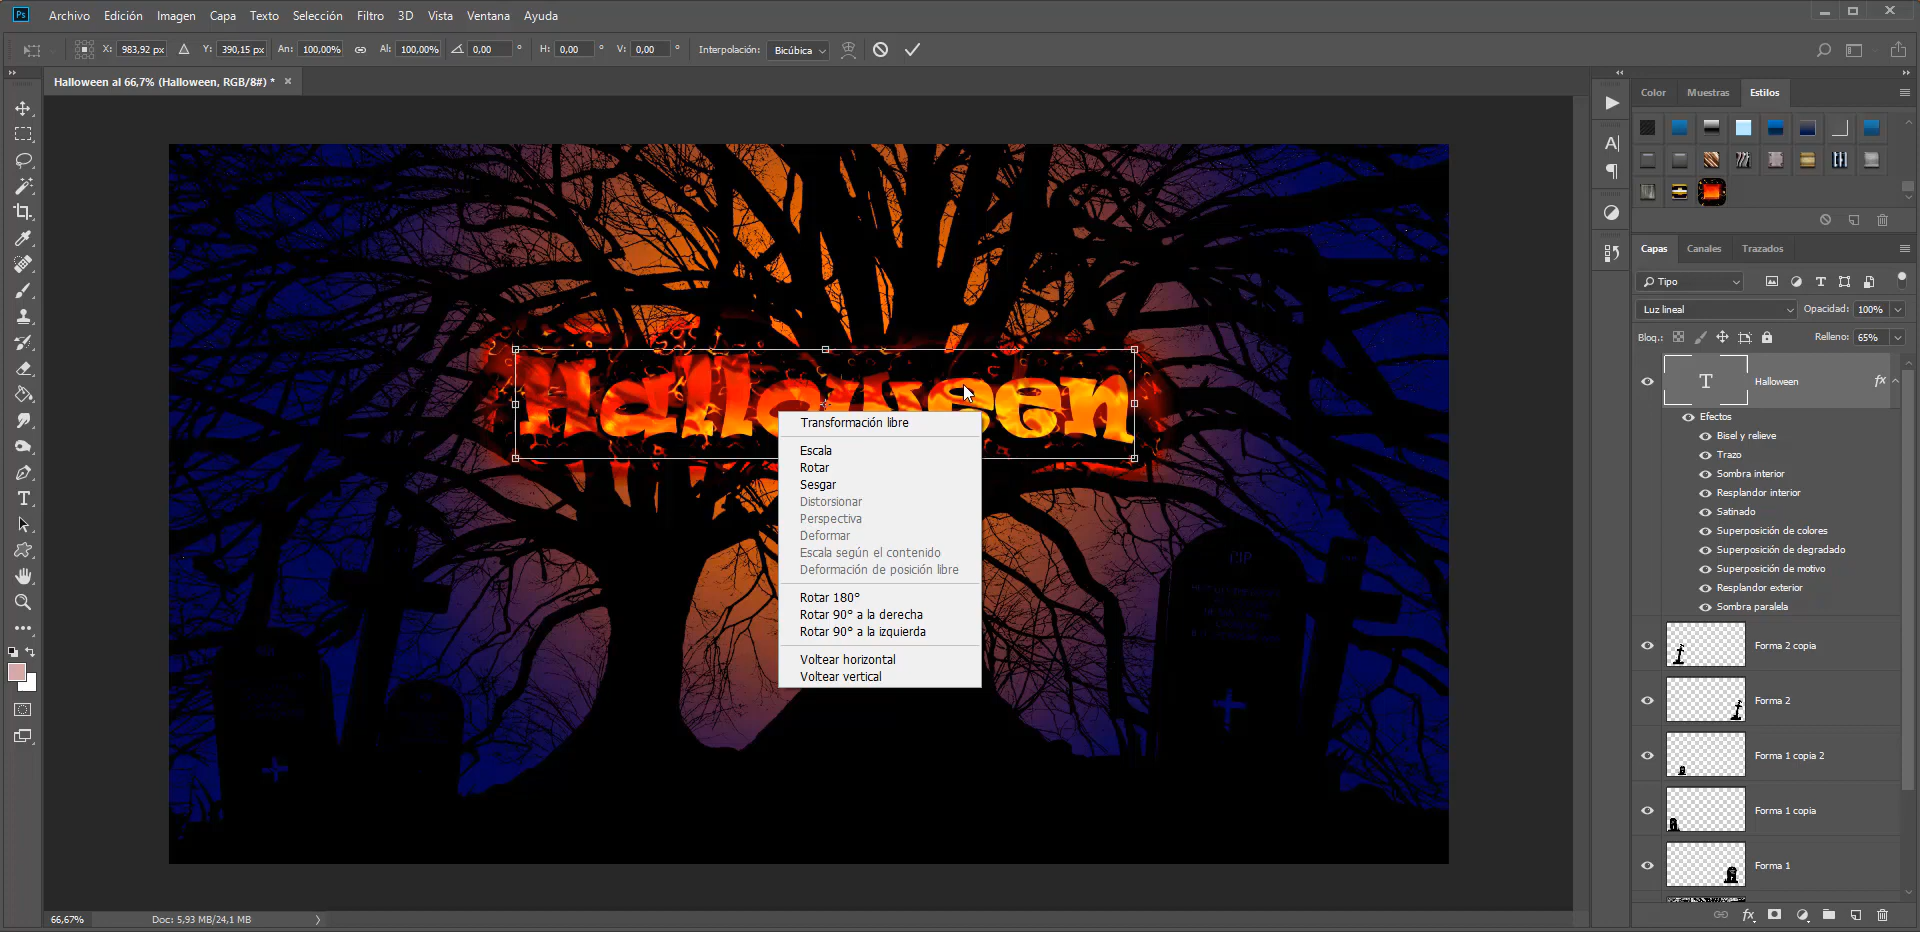 Ps Archivo Edición Imagen Capa Texto Selección Filtro 3D Vista Ventana Ayuda
X: 983,92 px Y: 390,15 px An: 100,00% Al: 100,00% 0,00 ° H: 0,00 ° V: 0,00 ° Interpolación: Bicúbica
Halloween al 66,7% (Halloween, RGB/8#) * ×
Halloween
Transformación libre
Escala
Rotar
Sesgar
Distorsionar
Perspectiva
Deformar
Escala según el contenido
Deformación de posición libre
Rotar 180°
Rotar 90° a la derecha
Rotar 90° a la izquierda
Voltear horizontal
Voltear vertical
RIP
66,67% Doc: 5,93 MB/24,1 MB
Color Muestras Estilos
Capas Canales Trazados
Tipo
Luz lineal Opacidad: 100%
Bloq.: Relleno: 65%
T Halloween fx
Efectos
Bisel y relieve
Trazo
Sombra interior
Resplandor interior
Satinado
Superposición de colores
Superposición de degradado
Superposición de motivo
Resplandor exterior
Sombra paralela
Forma 2 copia
Forma 2
Forma 1 copia 2
Forma 1 copia
Forma 1
fx